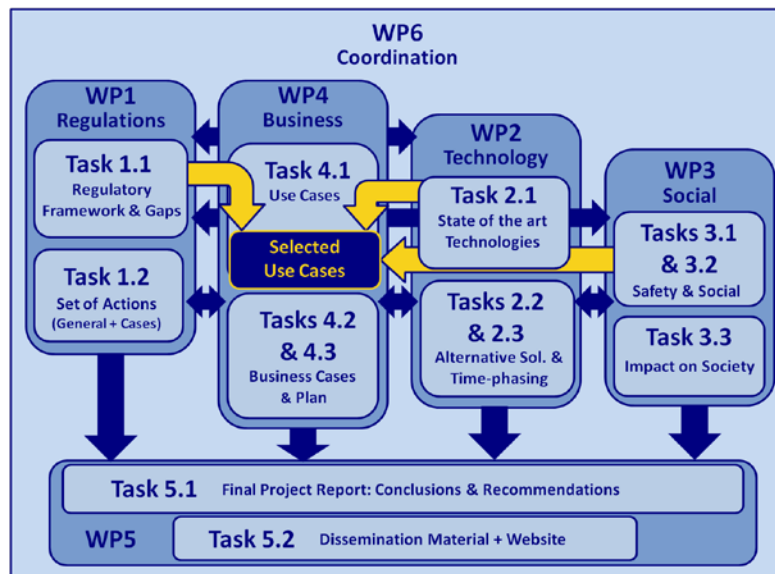 WP6
Coordination
WP1
Regulations
Task 1.1
Regulatory
Framework & Gaps
Task 1.2
Set of Actions
(General + Cases)
WP4
Business
Task 4.1
Use Cases
Selected
Use Cases
Tasks 4.2
& 4.3
Business Cases
& Plan
WP2
Technology
Task 2.1
State of the art
Technologies
Tasks 2.2
& 2.3
Alternative Sol. &
Time-phasing
WP3
Social
Tasks 3.1
& 3.2
Safety & Social
Task 3.3
Impact on Society
Task 5.1 Final Project Report: Conclusions & Recommendations
WP5
Task 5.2 Dissemination Material + Website